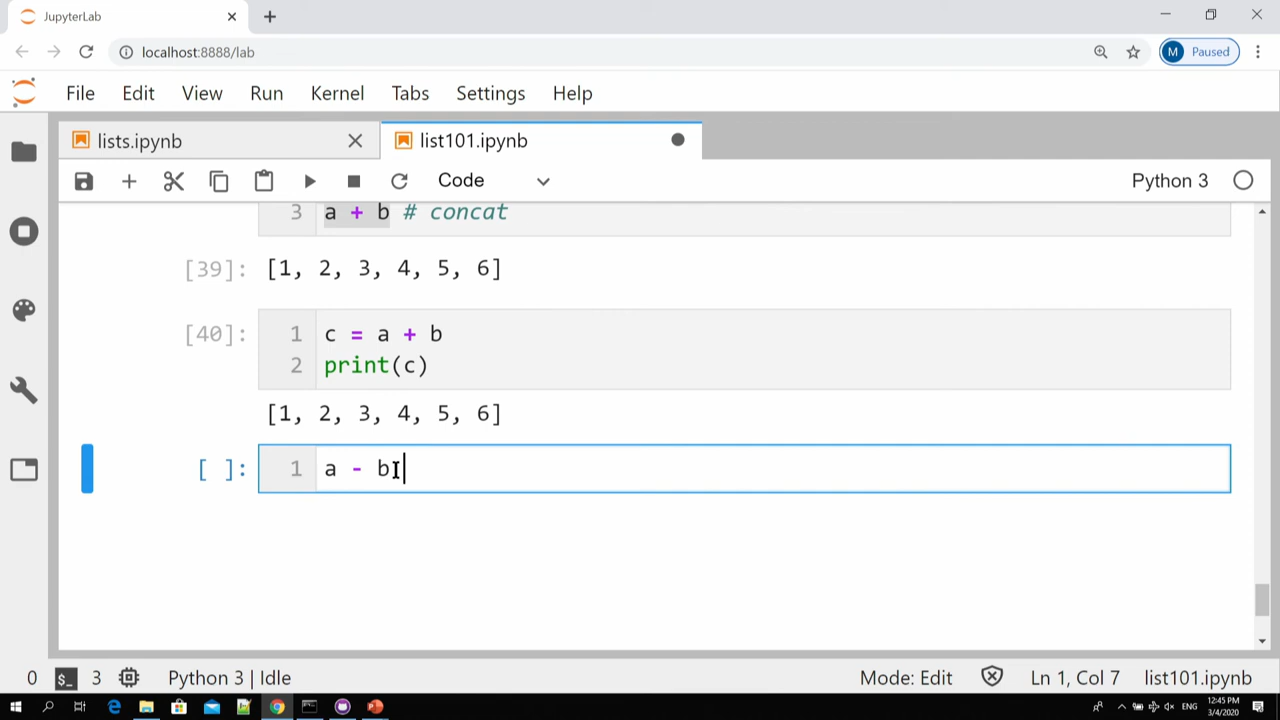 JupyterLab
localhost:8888/lab
M Paused
File Edit View Run Kernel Tabs Settings Help
lists.ipynb
list101.ipynb
Code
Python 3
3 a + b # concat
[39]: [1, 2, 3, 4, 5, 6]
[40]: 1 c = a + b
2 print(c)
[1, 2, 3, 4, 5, 6]
[ ]: 1 a - b
0 $_ 3 Python 3 | Idle Mode: Edit Ln 1, Col 7 list101.ipynb
ENG
12:45 PM
3/4/2020